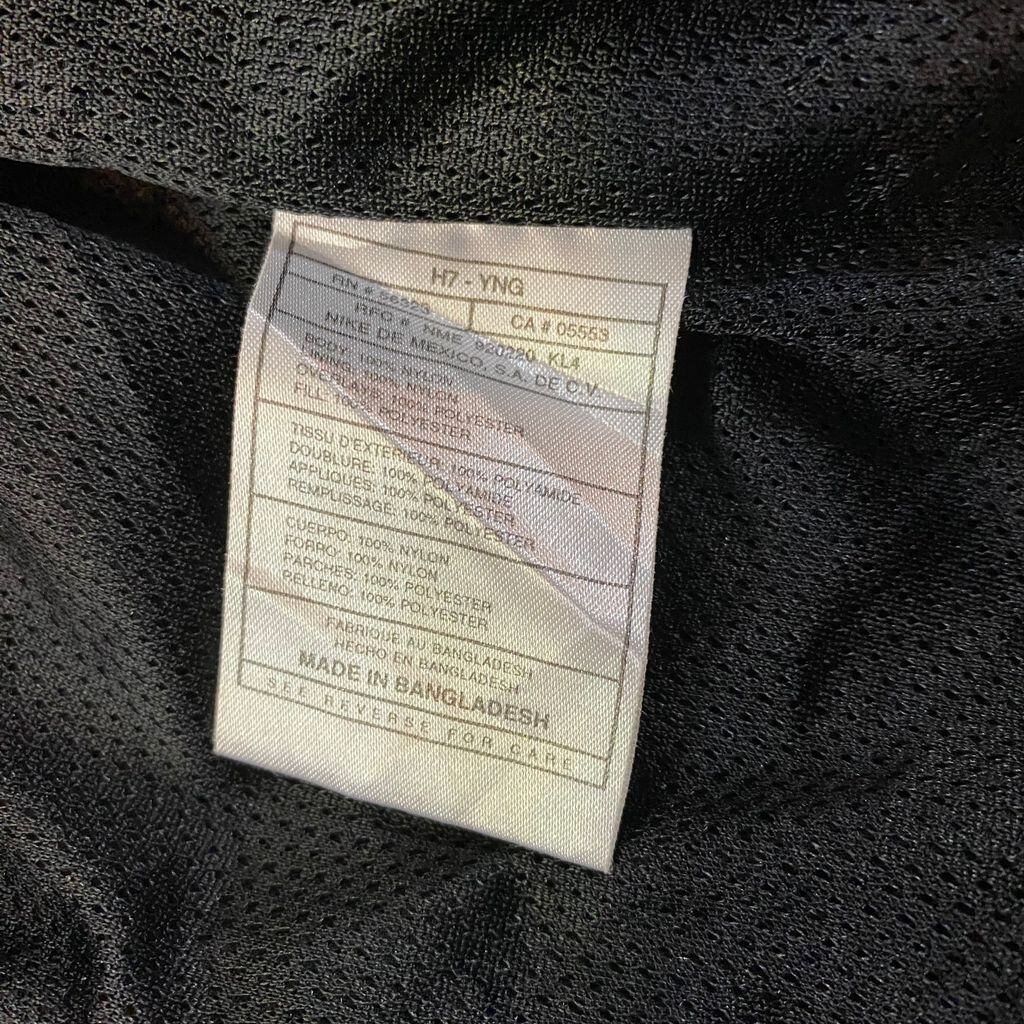 H7 - YNG
RN # 56323 CA # 05553
RFC # NME 920220 KL4
NIKE DE MEXICO, S.A. DE C.V.
BODY: 100% NYLON
LINING: 100% NYLON
100% POLYESTER
FILL: POLYESTER
TISSU D'EXTERIEUR: 100% POLYAMIDE
DOUBLURE: 100% POLYAMIDE
APPLIQUES: 100% POLYESTER
REMPLISSAGE: 100% POLYESTER
CUERPO: 100% NYLON
FORRO: 100% NYLON
PARCHES: 100% POLYESTER
RELLENO: 100% POLYESTER
FABRIQUE AU BANGLADESH
HECHO EN BANGLADESH
MADE IN BANGLADESH
SEE REVERSE FOR CARE